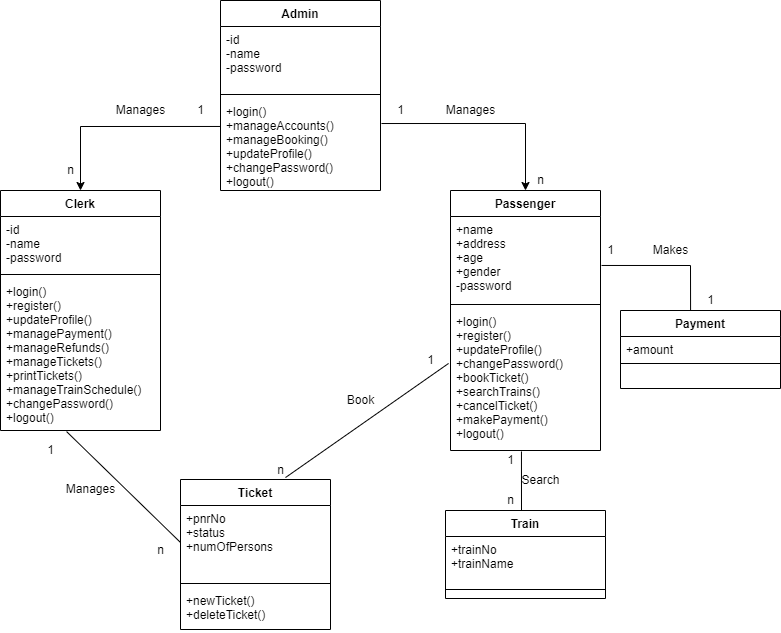 Admin
-id
-name
-password
+login()
+manageAccounts()
+manageBooking()
+updateProfile()
+changePassword()
+logout()
Manages
1
n
1
Manages
n
Clerk
-id
-name
-password
+login()
+register()
+updateProfile()
+managePayment()
+manageRefunds()
+manageTickets()
+printTickets()
+manageTrainSchedule()
+changePassword()
+logout()
Passenger
+name
+address
+age
+gender
-password
+login()
+register()
+updateProfile()
+changePassword()
+bookTicket()
+searchTrains()
+cancelTicket()
+makePayment()
+logout()
1
Makes
1
Payment
+amount
1
Book
n
1
Manages
n
Ticket
+pnrNo
+status
+numOfPersons
+newTicket()
+deleteTicket()
1
Search
n
Train
+trainNo
+trainName